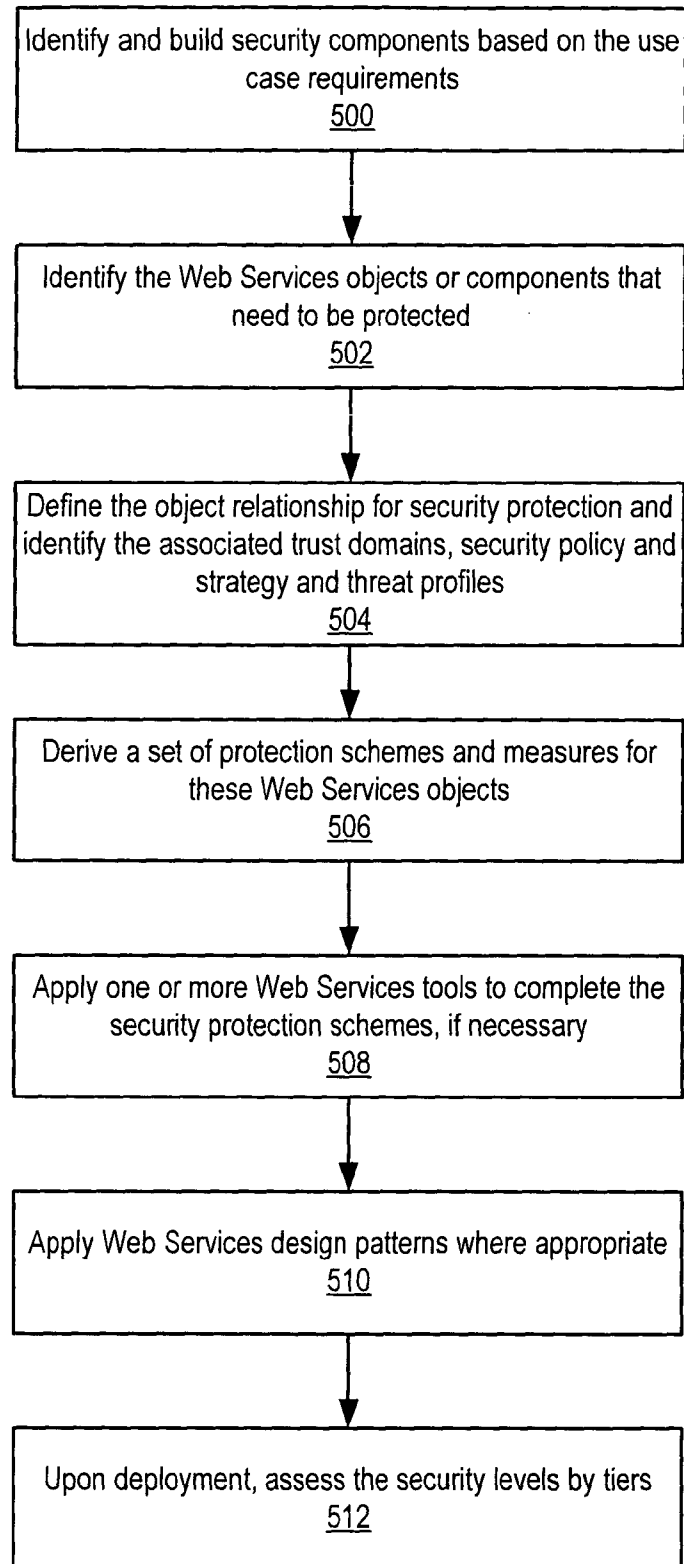 Identify and build security components based on the use
case requirements
500
Identify the Web Services objects or components that
need to be protected
502
Define the object relationship for security protection and
identify the associated trust domains, security policy and
strategy and threat profiles
504
Derive a set of protection schemes and measures for
these Web Services objects
506
Apply one or more Web Services tools to complete the
security protection schemes, if necessary
508
Apply Web Services design patterns where appropriate
510
Upon deployment, assess the security levels by tiers
512